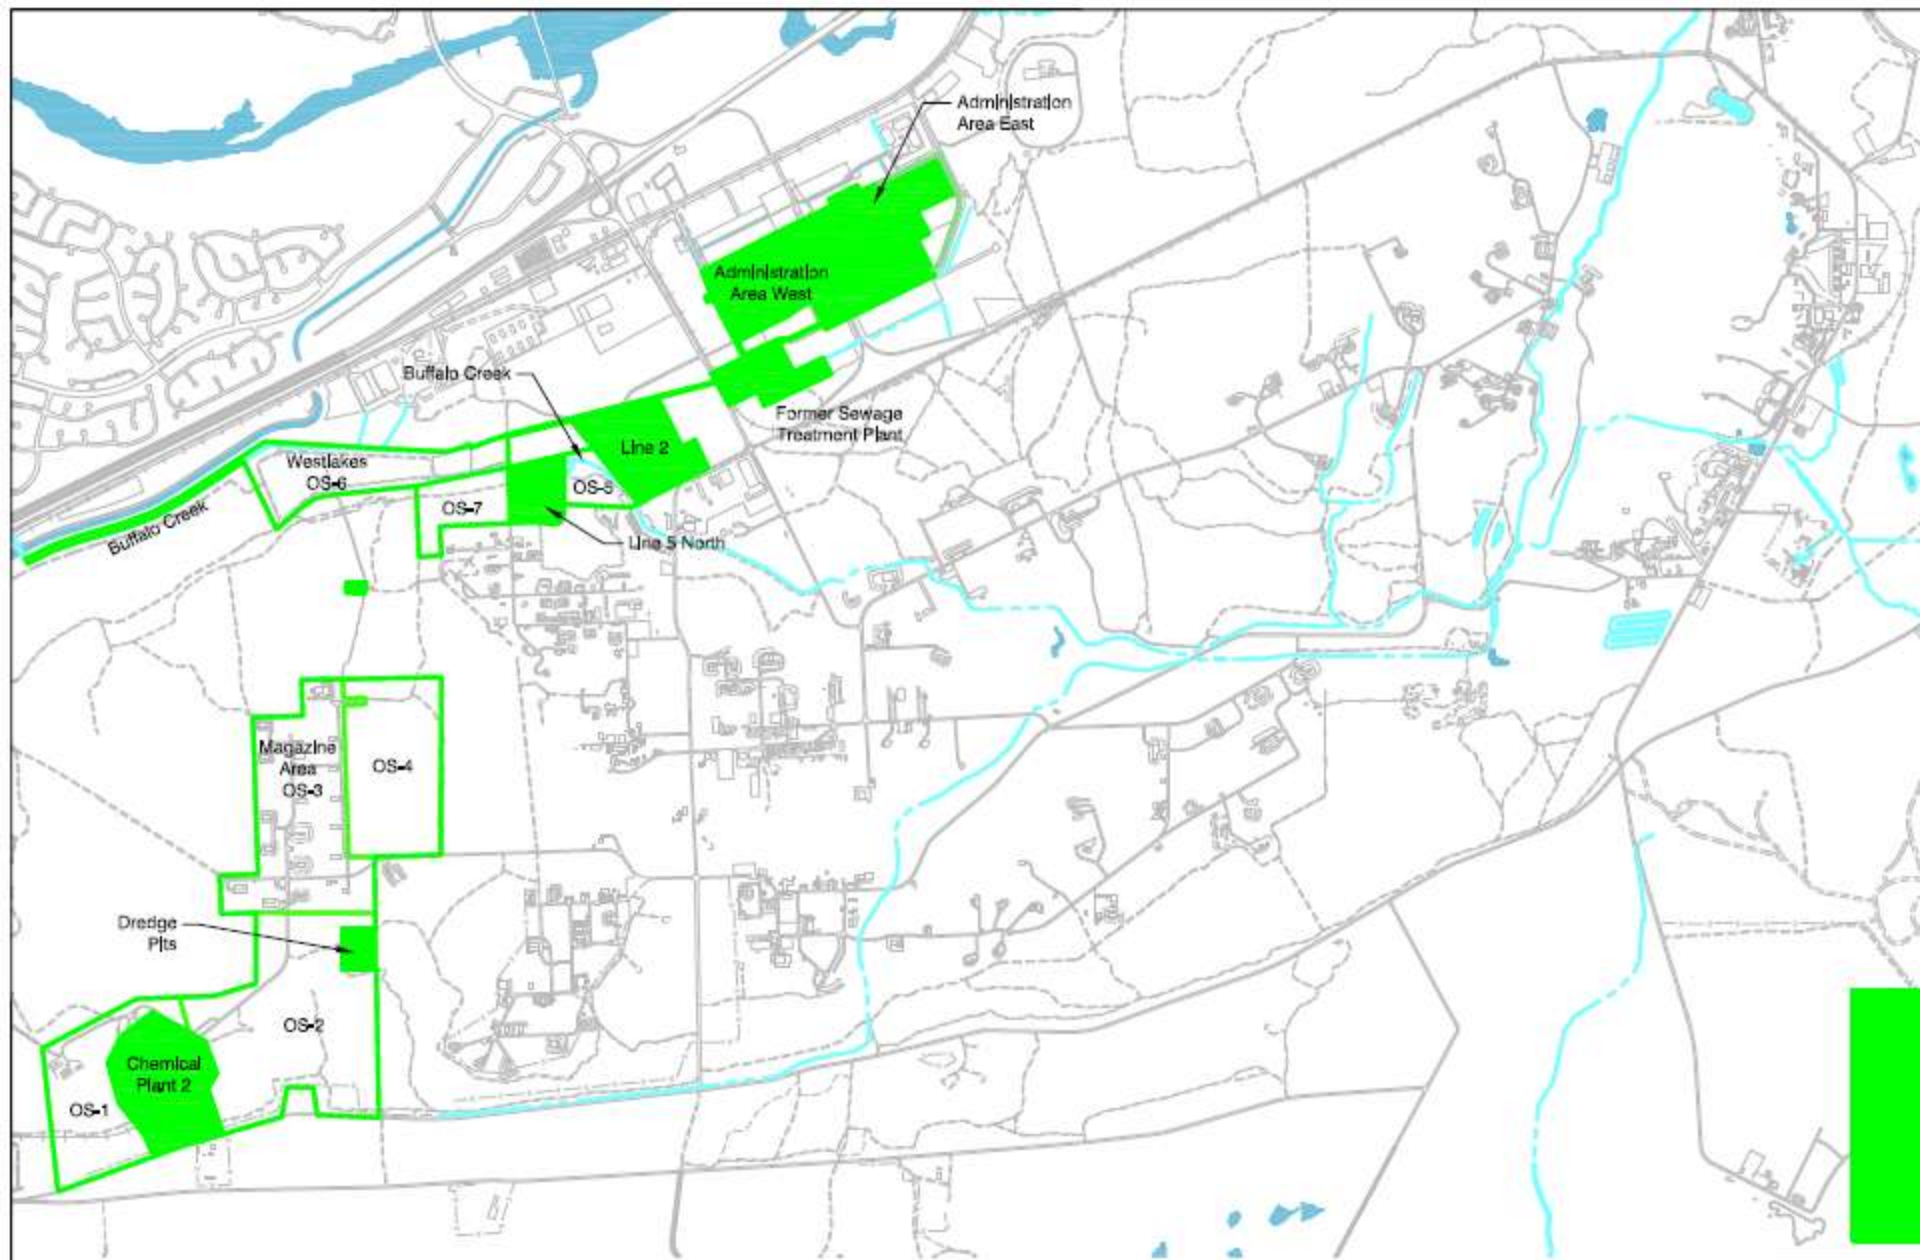 Administration
Area East
Administration
Area West
Buffalo Creek
Former Sewage
Treatment Plant
Line 2
Westlakes
OS-6
OS-5
OS-7
Buffalo Creek
Line 5 North
Magazine
Area
OS-3
OS-4
Dredge
Pits
OS-2
Chemical
Plant 2
OS-1